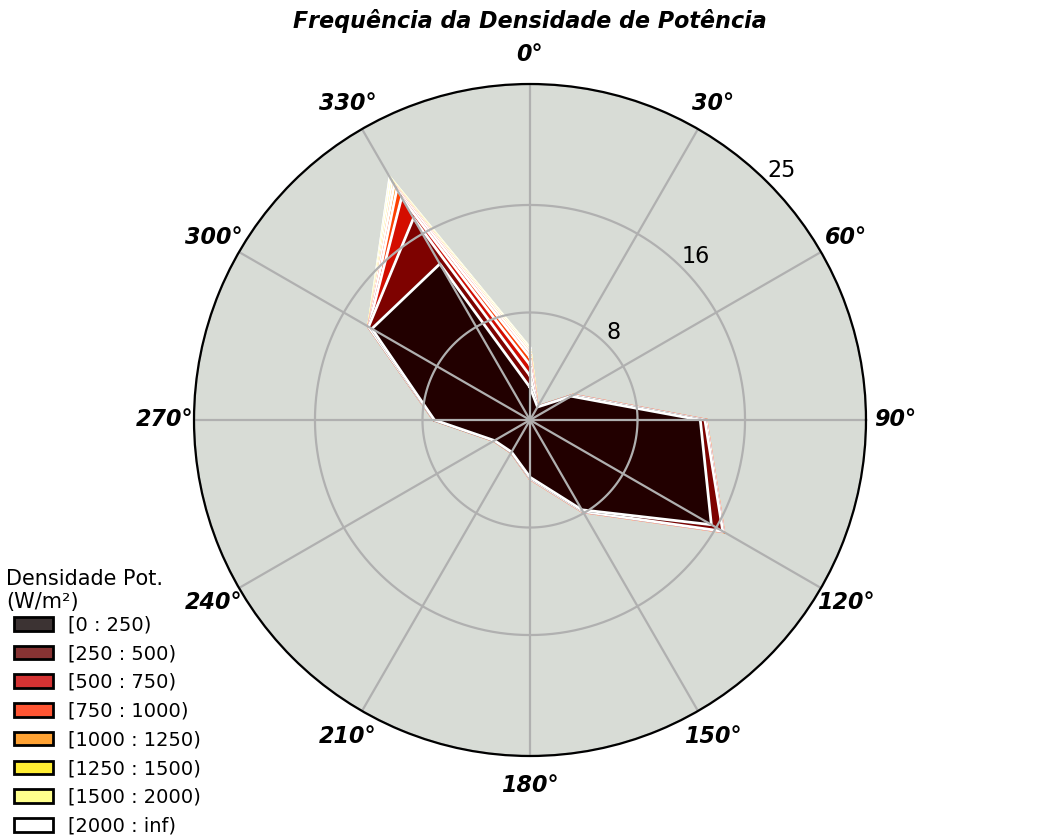 Frequência da Densidade de Potência
0°
330°
30°
25
300°
60°
16
8
270°
90°
240°
120°
210°
150°
180°
Densidade Pot.
(W/m²)
[0 : 250)
[250 : 500)
[500 : 750)
[750 : 1000)
[1000 : 1250)
[1250 : 1500)
[1500 : 2000)
[2000 : inf)